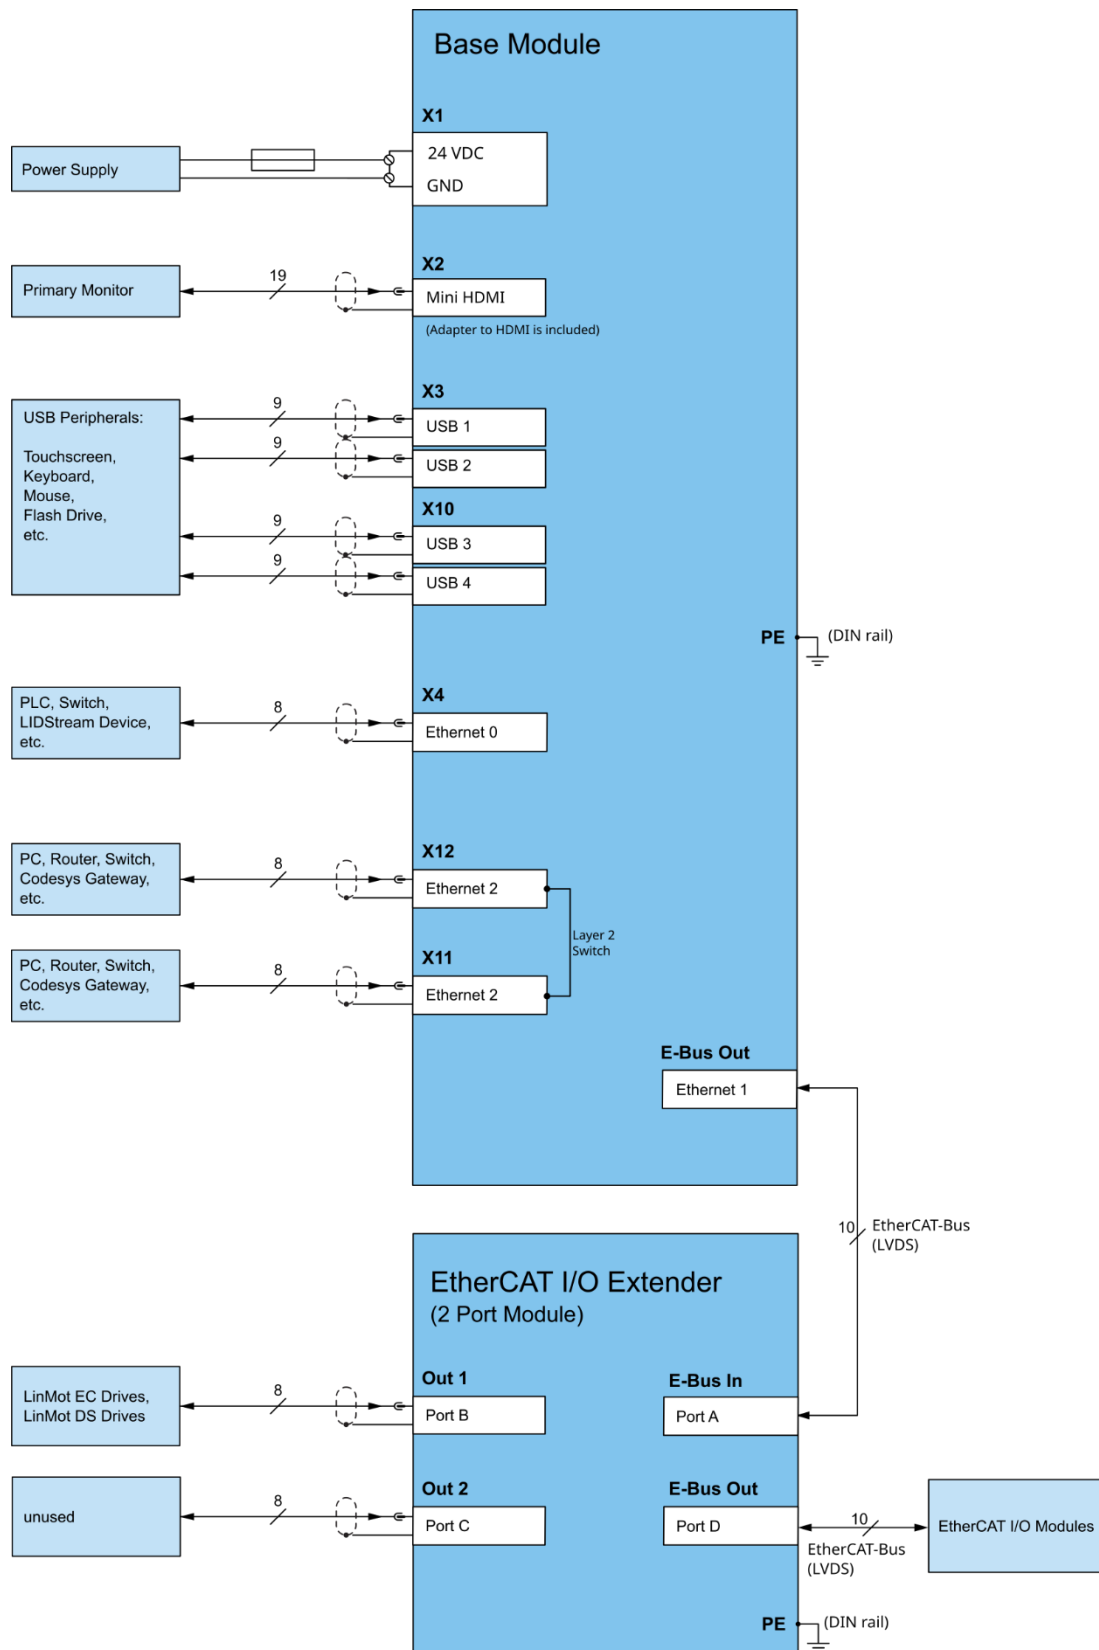 Base Module
X1
24 VDC
GND
Power Supply
X2
19
Primary Monitor
Mini HDMI
(Adapter to HDMI is included)
X3
USB Peripherals:
Touchscreen,
Keyboard,
Mouse,
Flash Drive,
etc.
9
USB 1
9
USB 2
X10
9
USB 3
9
USB 4
PE
(DIN rail)
X4
PLC, Switch,
LIDStream Device,
etc.
8
Ethernet 0
X12
PC, Router, Switch,
Codesys Gateway,
etc.
8
Ethernet 2
Layer 2
Switch
X11
PC, Router, Switch,
Codesys Gateway,
etc.
8
Ethernet 2
E-Bus Out
Ethernet 1
10
EtherCAT-Bus
(LVDS)
EtherCAT I/O Extender
(2 Port Module)
Out 1
LinMot EC Drives,
LinMot DS Drives
8
Port B
E-Bus In
Port A
Out 2
unused
8
Port C
E-Bus Out
Port D
10
EtherCAT-Bus
(LVDS)
EtherCAT I/O Modules
PE
(DIN rail)